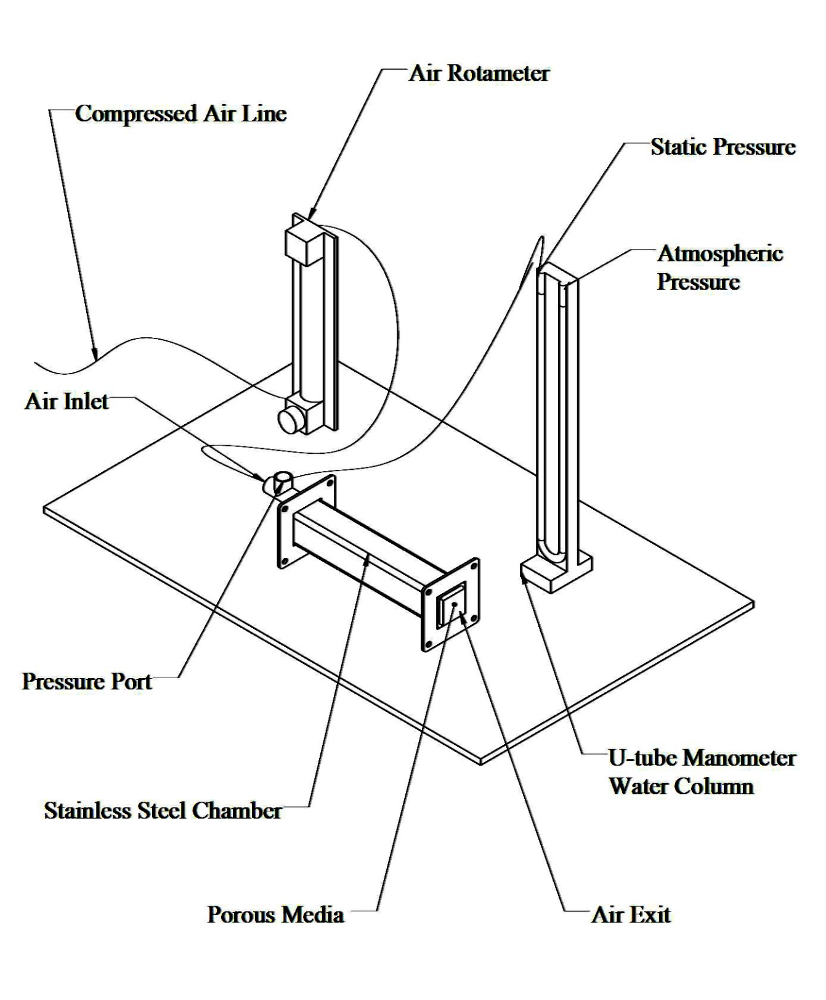 Air Rotameter
Compressed Air Line
Static Pressure
Atmospheric
Pressure
Air Inlet
Pressure Port
U-tube Manometer
Water Column
Stainless Steel Chamber
Porous Media
Air Exit